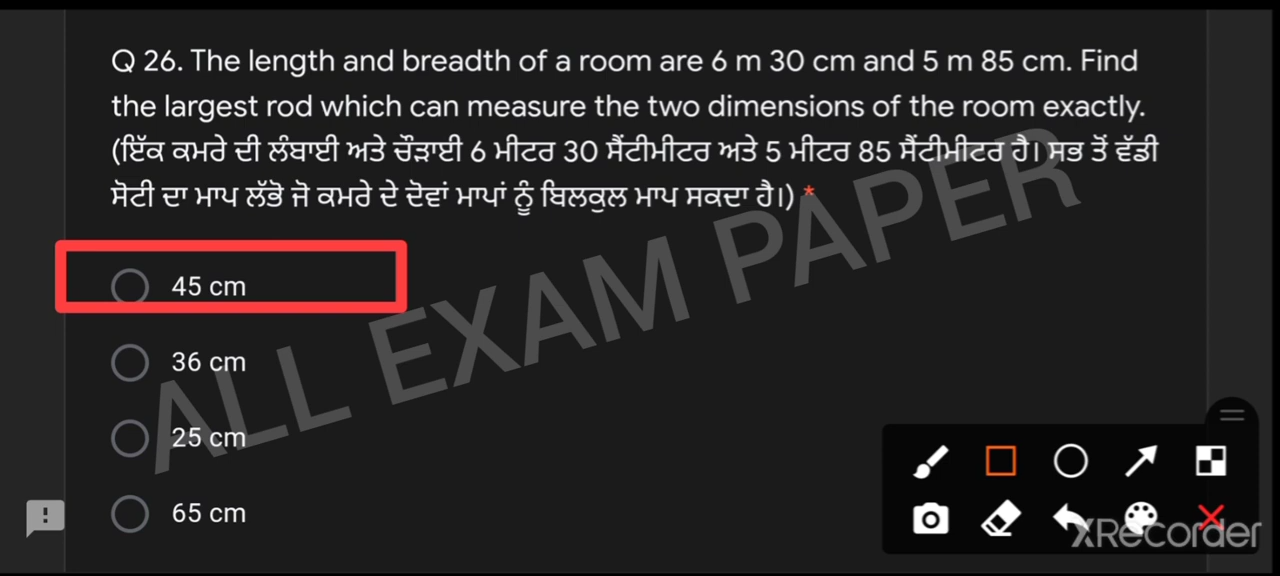 Q 26. The length and breadth of a room are 6 m 30 cm and 5 m 85 cm. Find
the largest rod which can measure the two dimensions of the room exactly.
(ਇੱਕ ਕਮਰੇ ਦੀ ਲੰਬਾਈ ਅਤੇ ਚੌੜਾਈ 6 ਮੀਟਰ 30 ਸੈਂਟੀਮੀਟਰ ਅਤੇ 5 ਮੀਟਰ 85 ਸੈਂਟੀਮੀਟਰ ਹੈ। ਸਭ ਤੋਂ ਵੱਡੀ
ਸੋਟੀ ਦਾ ਮਾਪ ਲੱਭੋ ਜੋ ਕਮਰੇ ਦੇ ਦੋਵਾਂ ਮਾਪਾਂ ਨੂੰ ਬਿਲਕੁਲ ਮਾਪ ਸਕਦਾ ਹੈ।) *
45 cm
36 cm
25 cm
65 cm
ALL EXAM PAPER
XRecorder